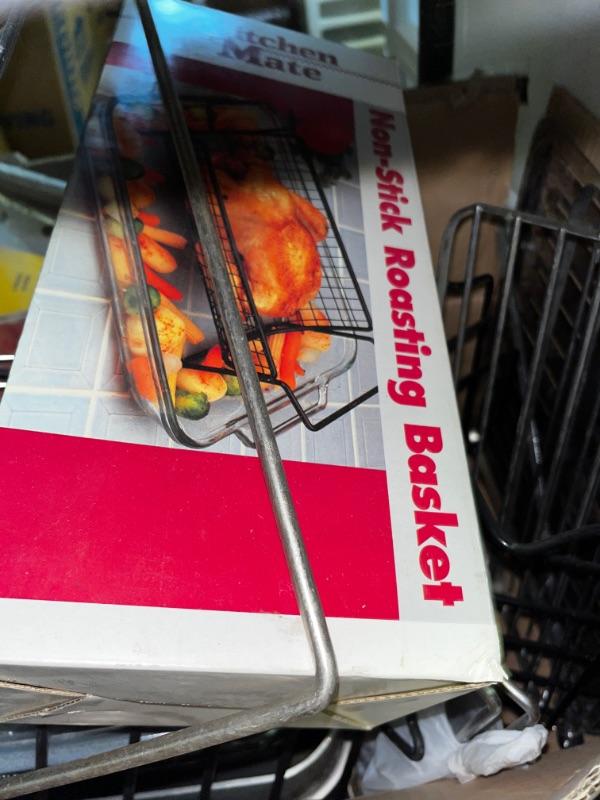 itchen
Mate
Non-Stick Roasting Basket